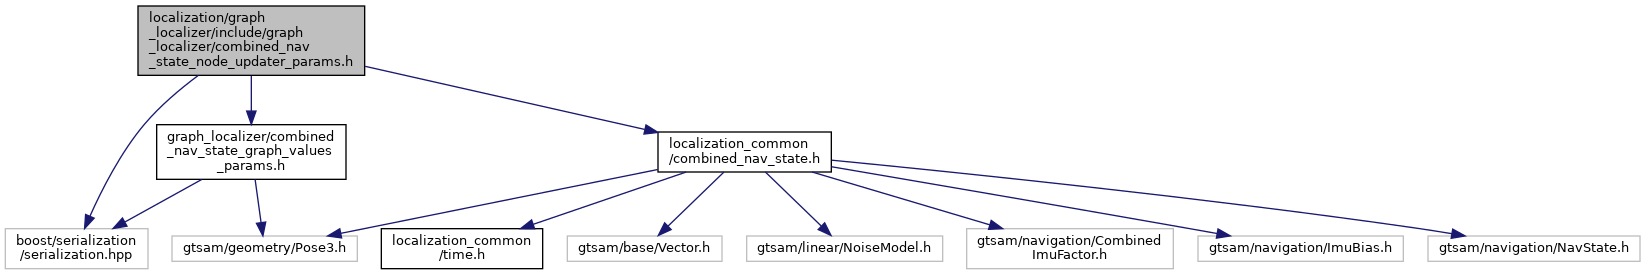 localization/graph
_localizer/include/graph
_localizer/combined_nav
_state_node_updater_params.h
graph_localizer/combined
_nav_state_graph_values
_params.h
localization_common
/combined_nav_state.h
boost/serialization
/serialization.hpp
gtsam/geometry/Pose3.h
localization_common
/time.h
gtsam/base/Vector.h
gtsam/linear/NoiseModel.h
gtsam/navigation/Combined
ImuFactor.h
gtsam/navigation/ImuBias.h
gtsam/navigation/NavState.h